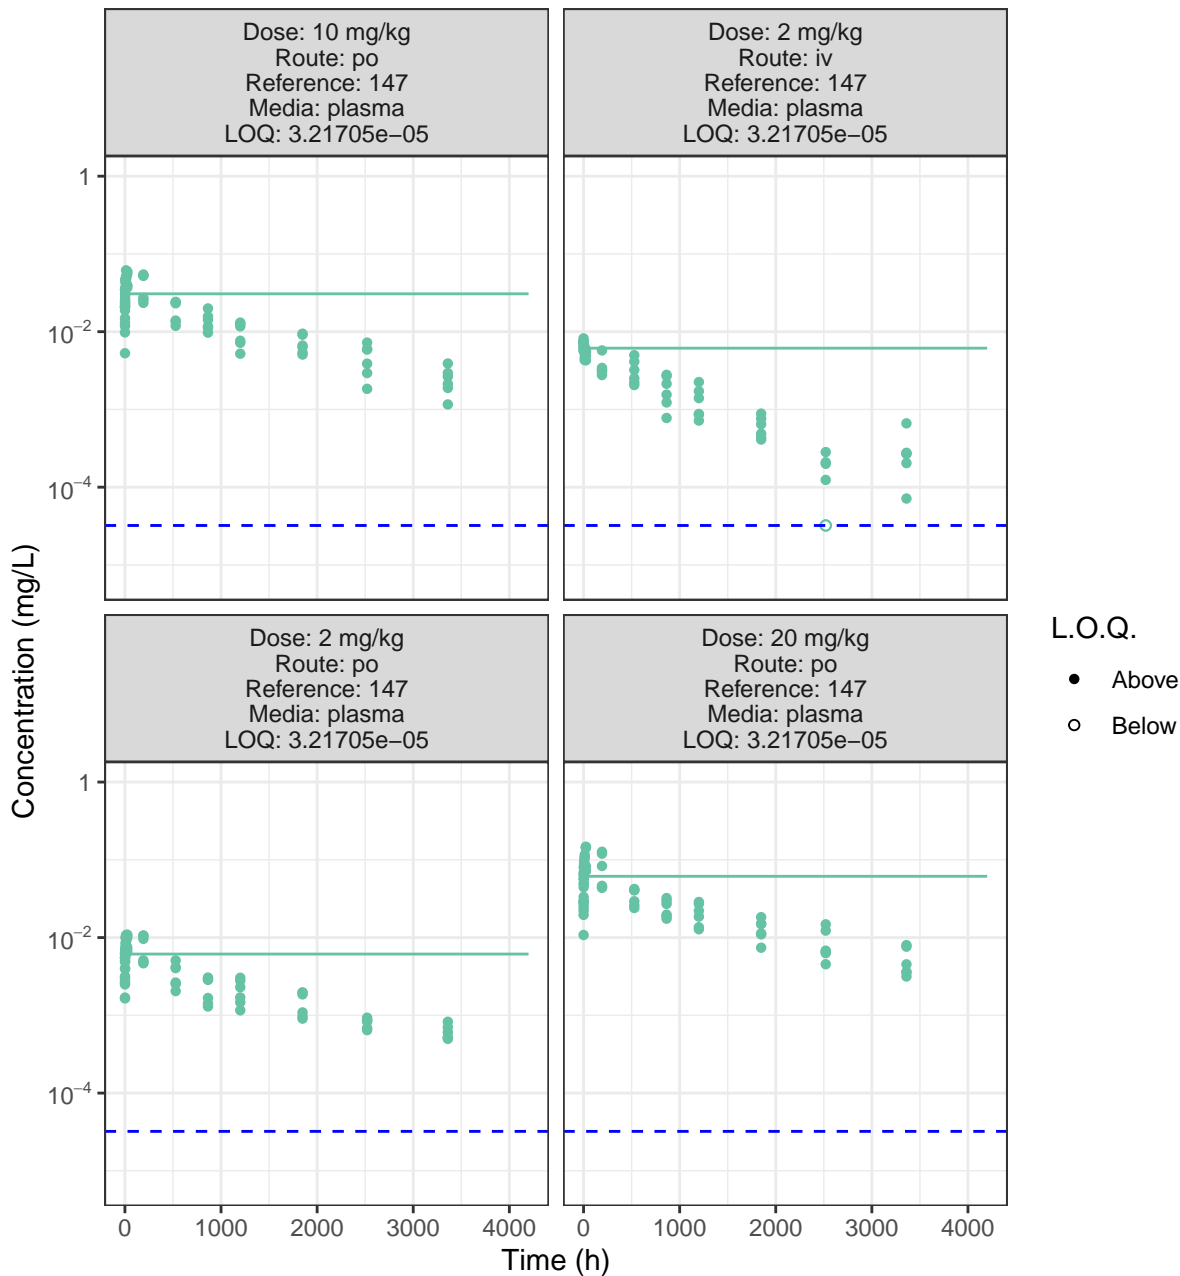 Dose: 10 mg/kg
Route: po
Reference: 147
Media: plasma
LOQ: 3.21705e−05
Dose: 2 mg/kg
Route: iv
Reference: 147
Media: plasma
LOQ: 3.21705e−05
1
10⁻²
10⁻⁴
Dose: 2 mg/kg
Route: po
Reference: 147
Media: plasma
LOQ: 3.21705e−05
Dose: 20 mg/kg
Route: po
Reference: 147
Media: plasma
LOQ: 3.21705e−05
1
10⁻²
10⁻⁴
0 1000 2000 3000 4000
0 1000 2000 3000 4000
Time (h)
Concentration (mg/L)
L.O.Q.
Above
Below